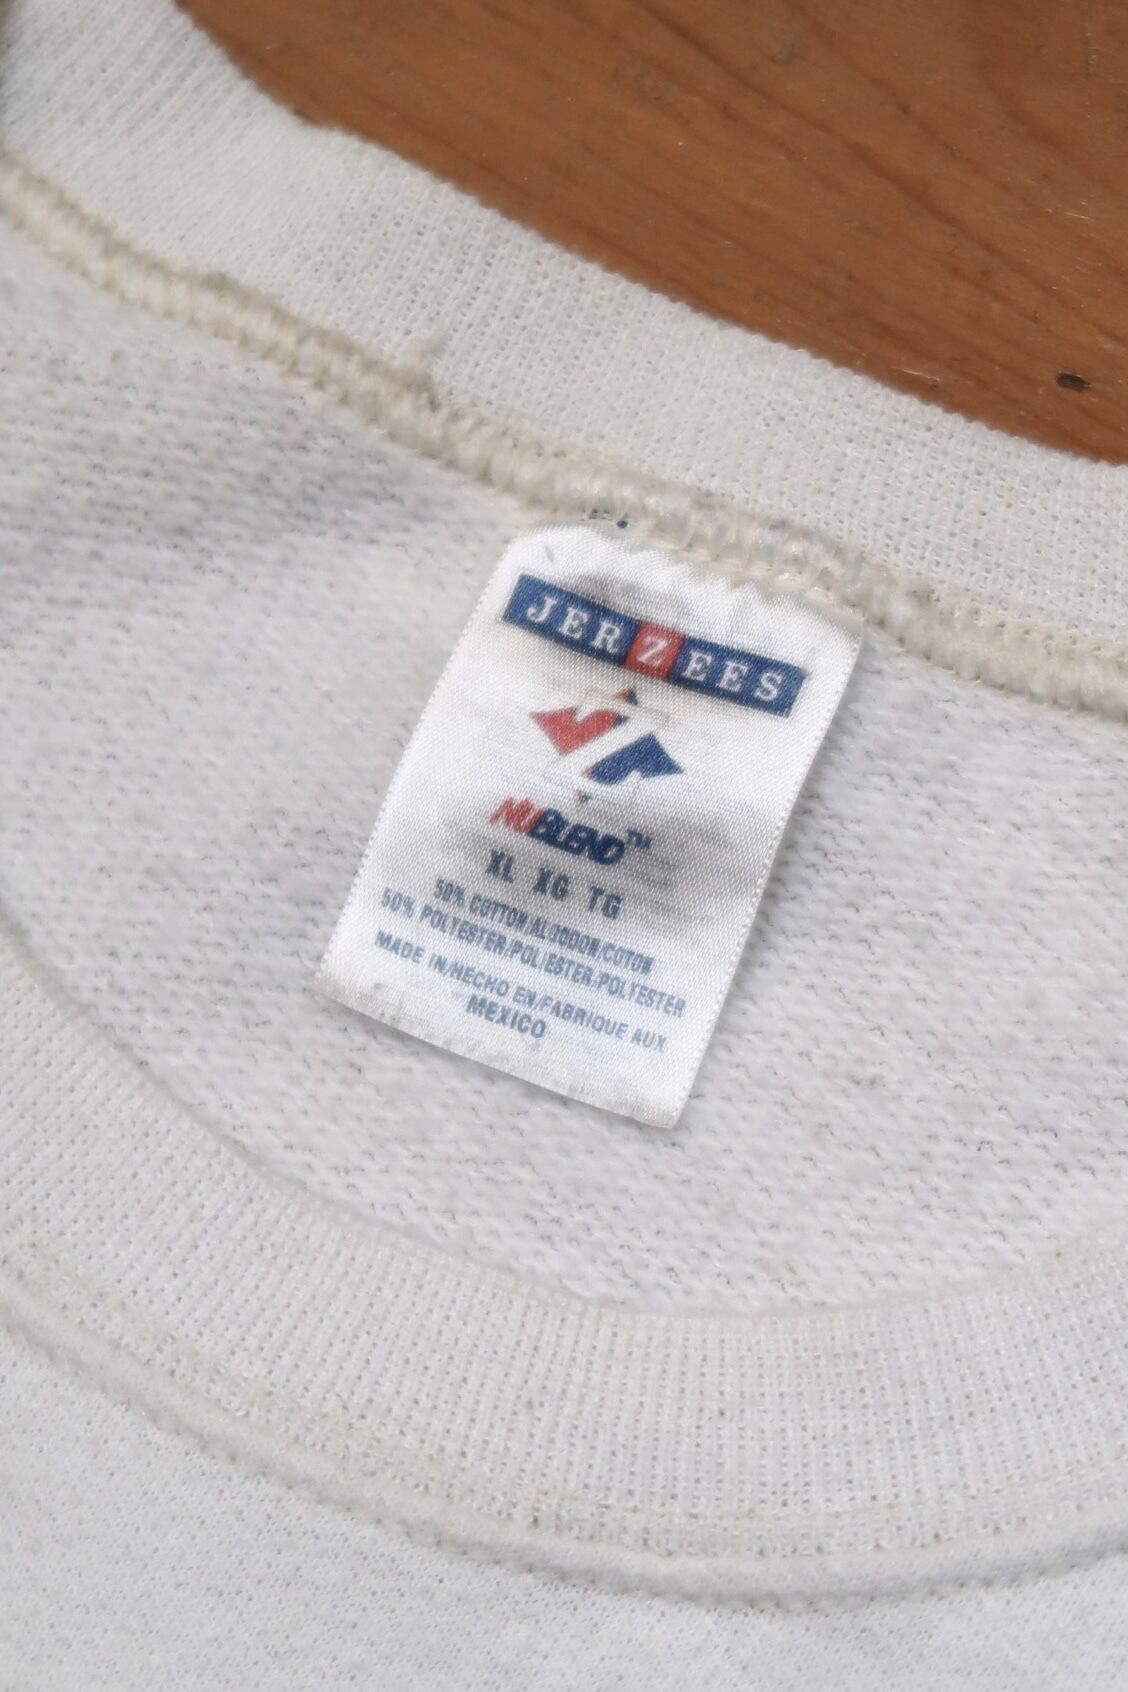 JERZEES
NUBLEND™
XL XG TG
50% COTTON/ALGODON/COTON
50% POLYESTER/POLIESTER/POLYESTER
MADE IN/HECHO EN/FABRIQUE AUX
MEXICO